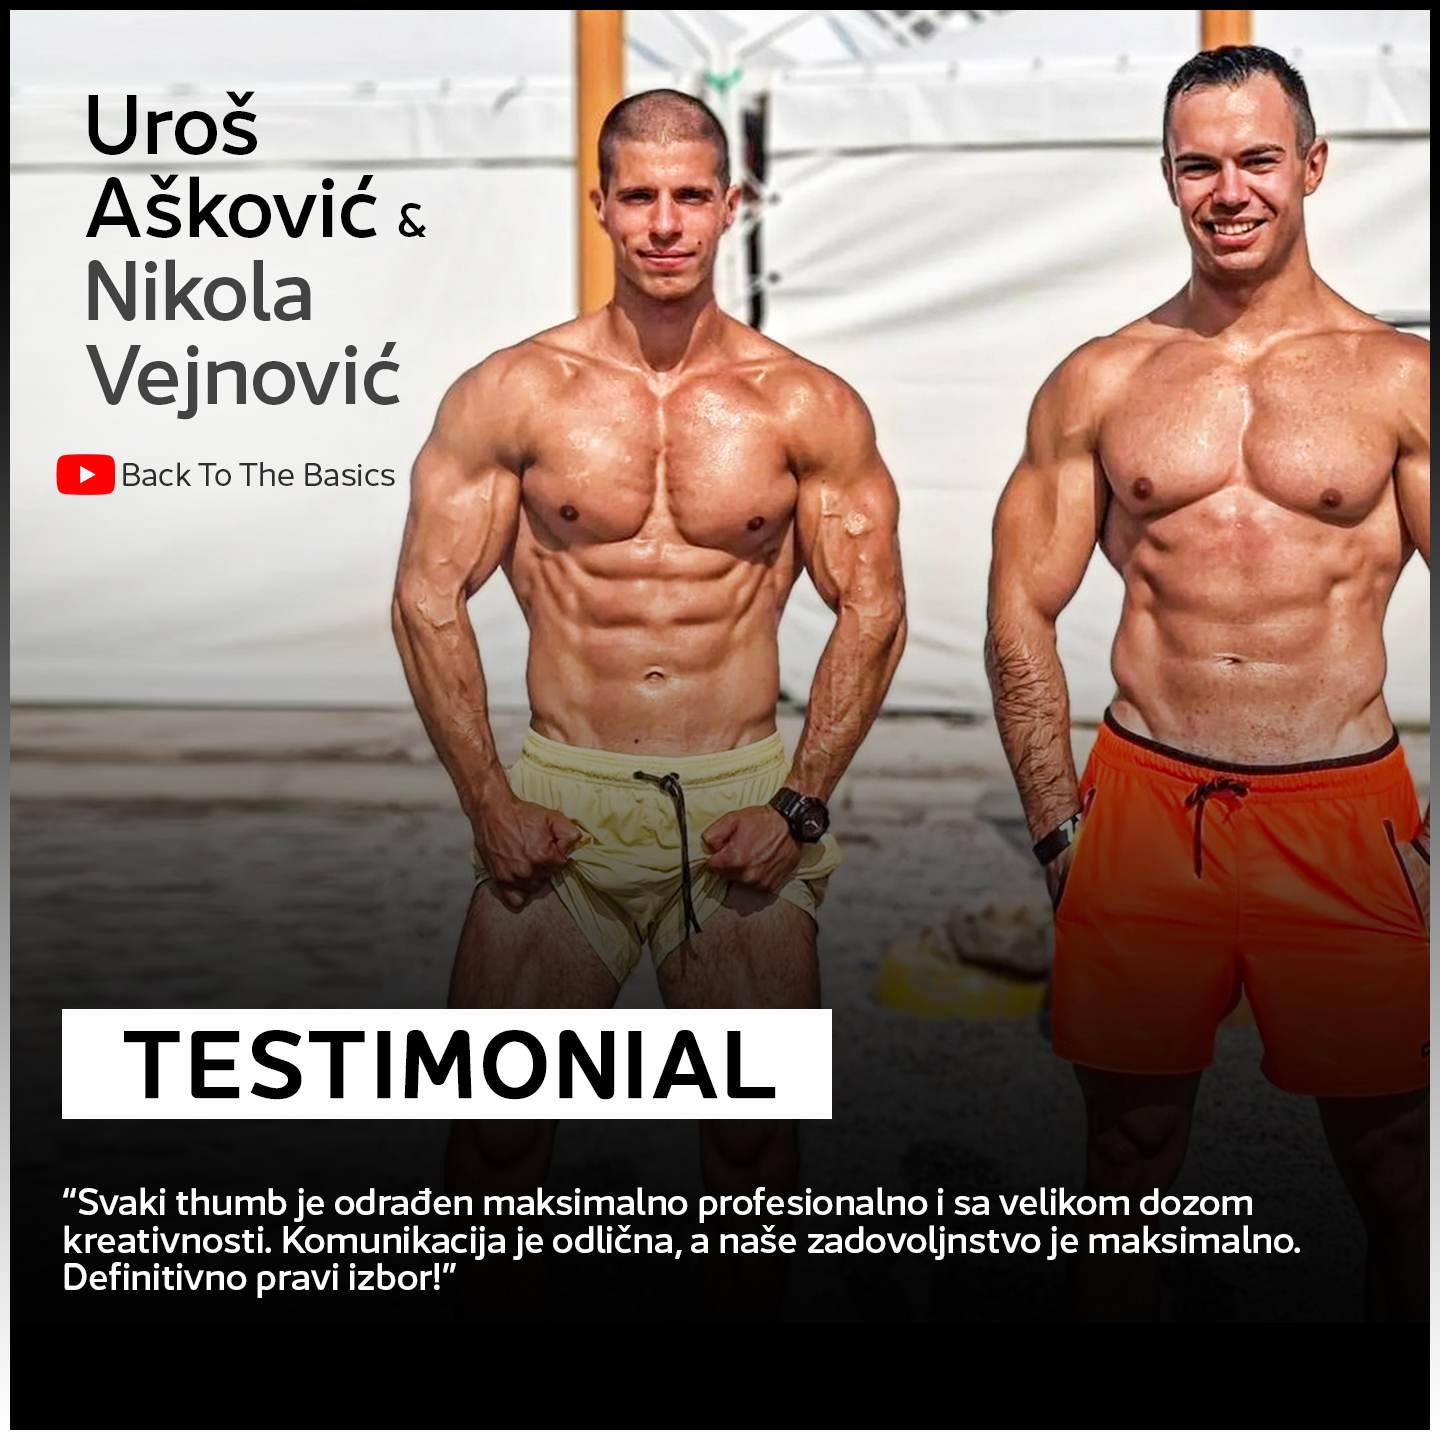 Uroš
Ašković &
Nikola
Vejnović
Back To The Basics
TESTIMONIAL
“Svaki thumb je odrađen maksimalno profesionalno i sa velikom dozom
kreativnosti. Komunikacija je odlična, a naše zadovoljnstvo je maksimalno.
Definitivno pravi izbor!”